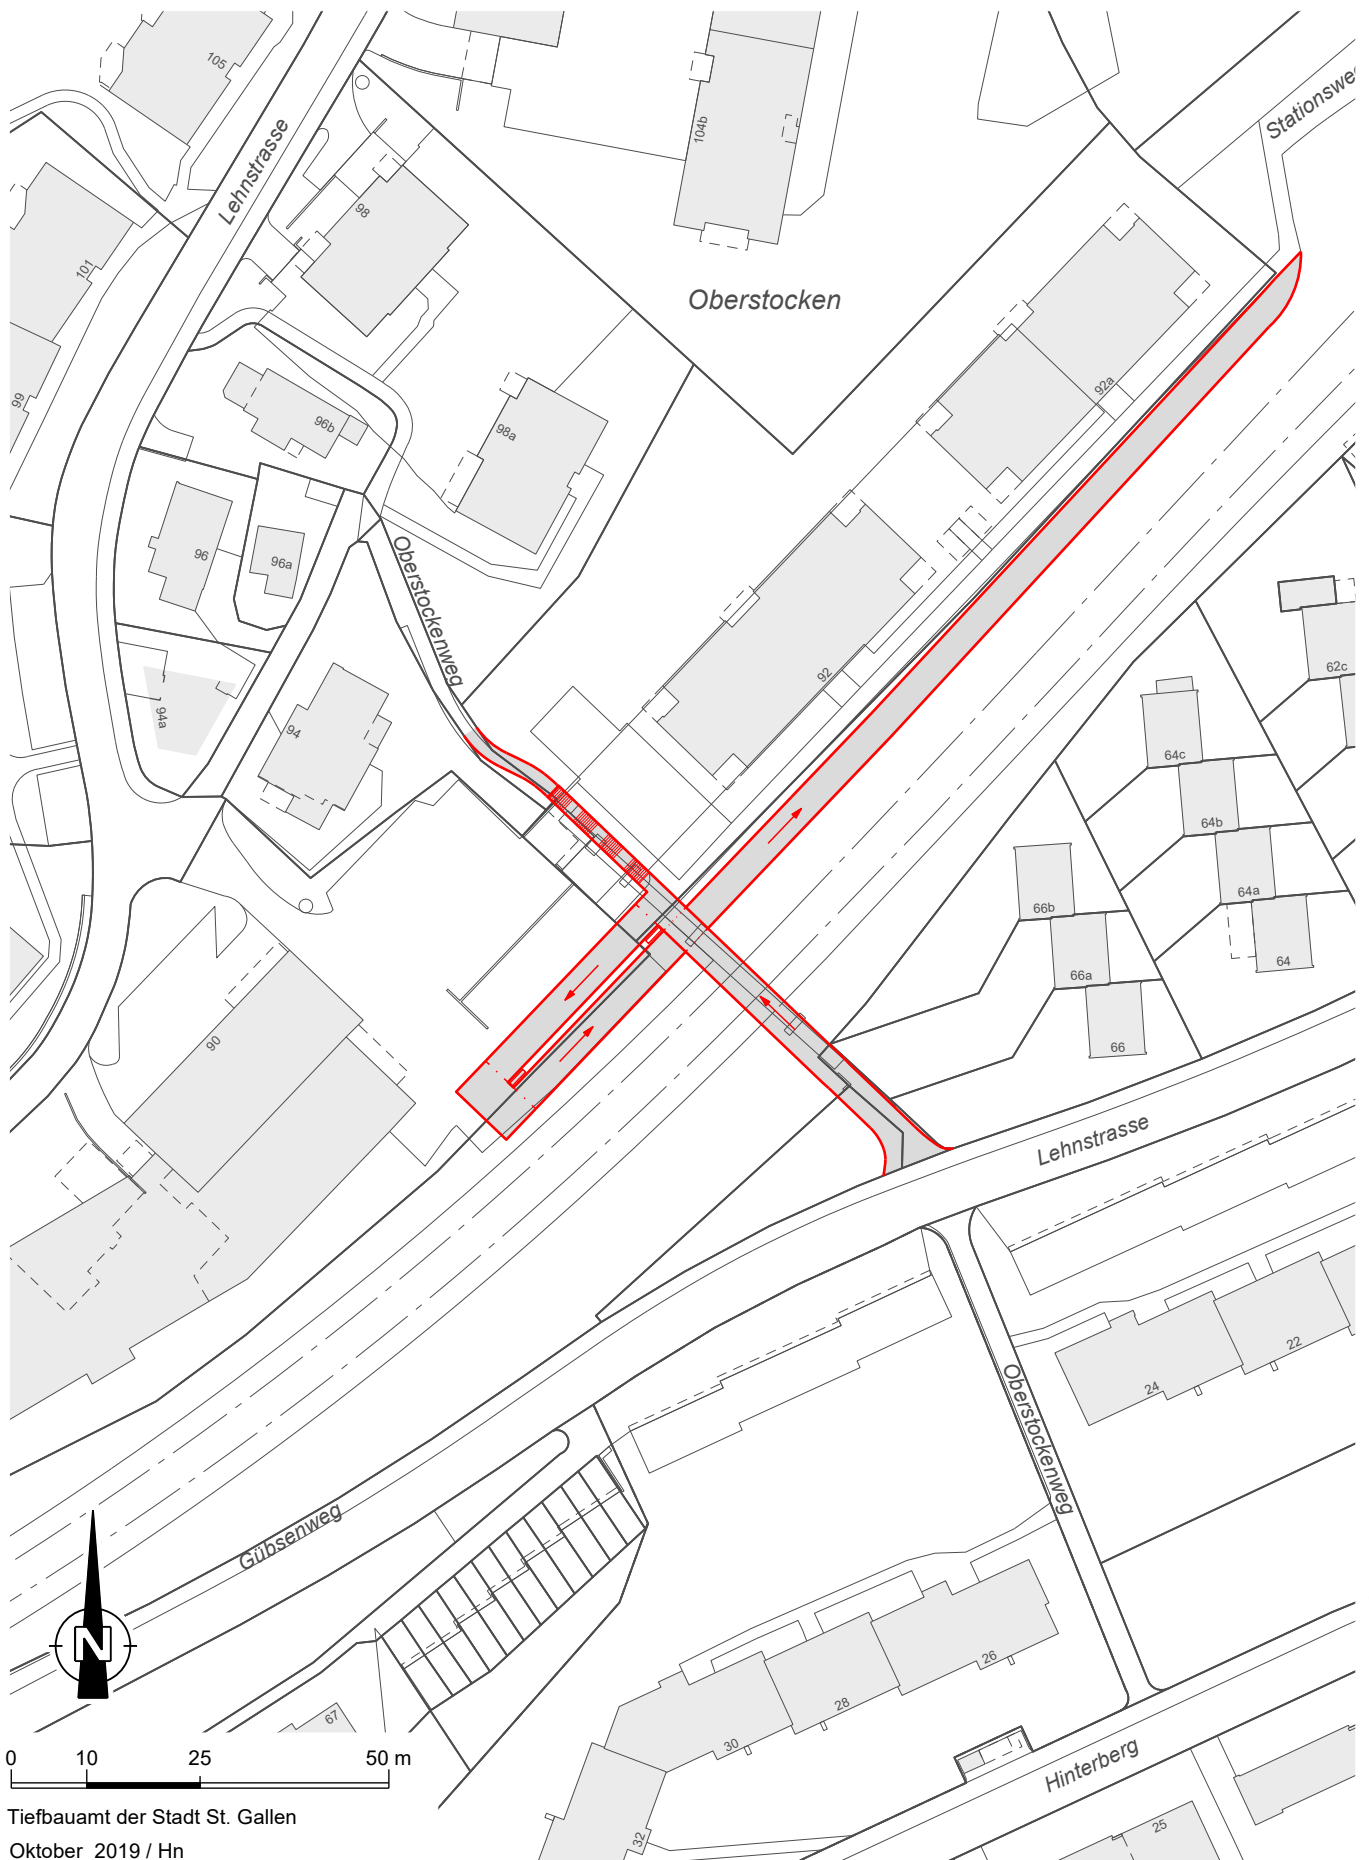 105
Stationsweg
104b
Lehnstrasse
98
101
Oberstocken
99
92a
96b
98a
96
96a
Oberstockenweg
62c
92
94a
94
64c
64b
64a
66b
64
66a
90
66
Lehnstrasse
22
24
Oberstockenweg
Gübsenweg
N
26
28
67
30
0 10 25 50 m
Hinterberg
Tiefbauamt der Stadt St. Gallen
25
32
Oktober 2019 / Hn